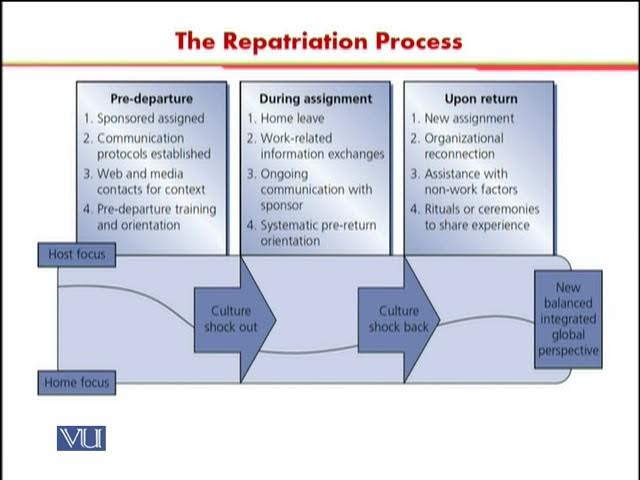 The Repatriation Process
Pre-departure
1. Sponsored assigned
2. Communication
protocols established
3. Web and media
contacts for context
4. Pre-departure training
and orientation
During assignment
1. Home leave
2. Work-related
information exchanges
3. Ongoing
communication with
sponsor
4. Systematic pre-return
orientation
Upon return
1. New assignment
2. Organizational
reconnection
3. Assistance with
non-work factors
4. Rituals or ceremonies
to share experience
Host focus
Culture
shock out
Culture
shock back
New
balanced
integrated
global
perspective
Home focus
VU